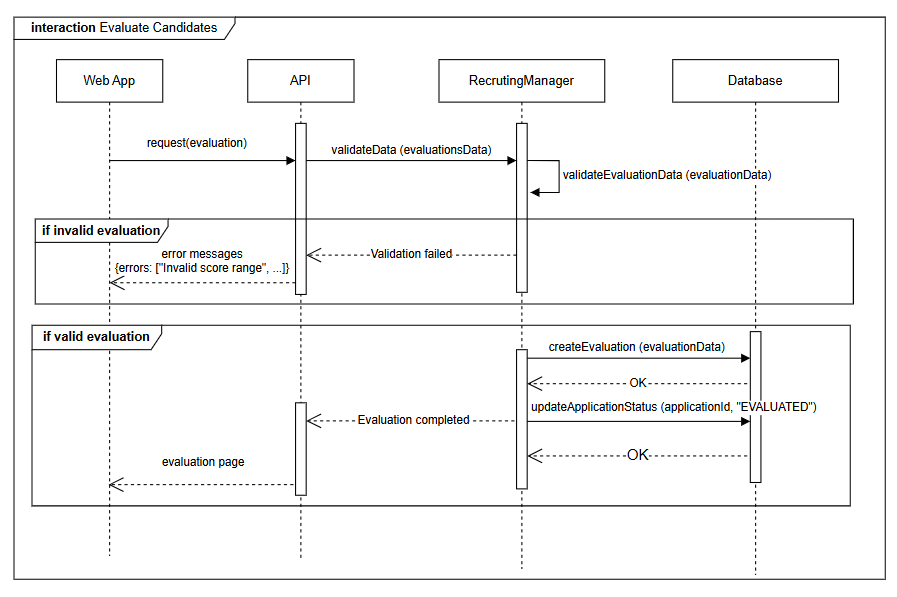 interaction Evaluate Candidates
Web App
API
RecrutingManager
Database
request(evaluation)
validateData (evaluationsData)
validateEvaluationData (evaluationData)
if invalid evaluation
Validation failed
error messages
{errors: ["Invalid score range", ...]}
if valid evaluation
createEvaluation (evaluationData)
OK
updateApplicationStatus (applicationId, "EVALUATED")
Evaluation completed
OK
evaluation page